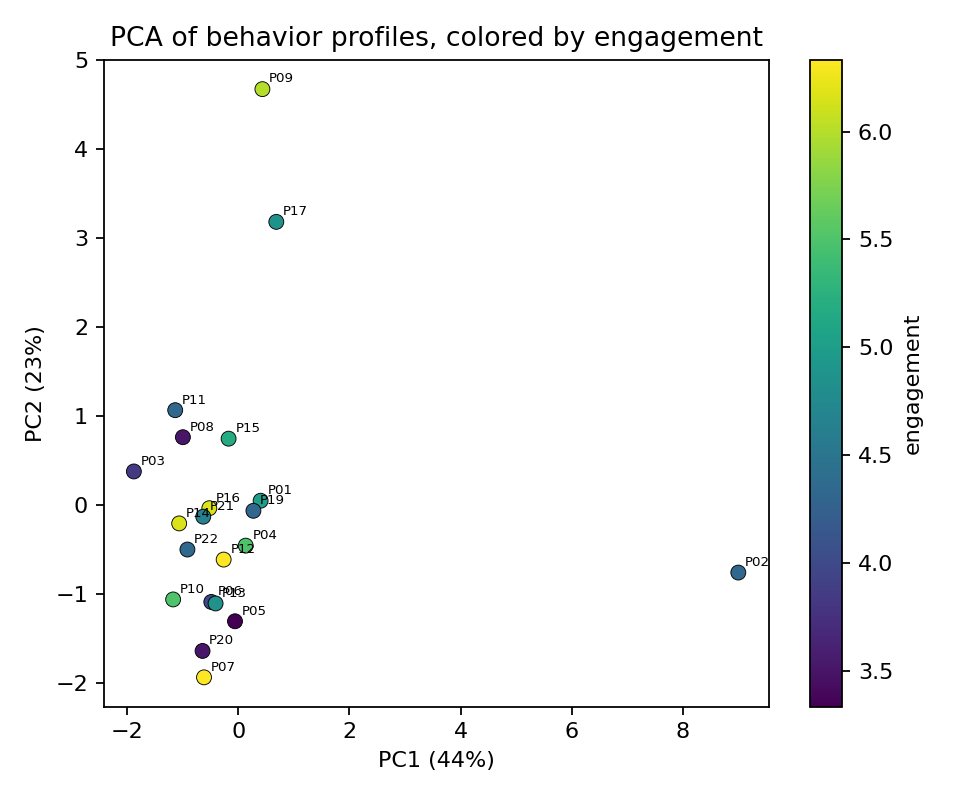 PCA of behavior profiles, colored by engagement
5
4
3
2
1
0
−1
−2
PC2 (23%)
P09
P17
P11
P08
P15
P03
P01
P16
P19
P21
P14
P04
P22
P12
P02
P10
P06
P13
P05
P20
P07
−2
0
2
4
6
8
PC1 (44%)
6.0
5.5
5.0
4.5
4.0
3.5
engagement